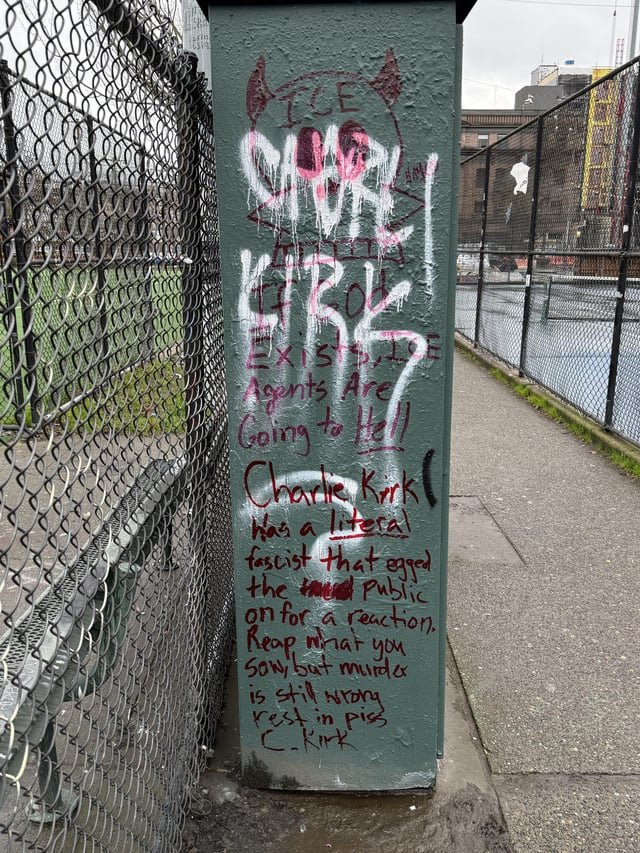 ICE
CHARLIE
KIRK
?
If God
Exists, ICE
Agents Are
Going to Hell
Charlie Kirk
Was a literal
fascist that egged
the public
on for a reaction.
Reap what you
sow, but murder
is still wrong
rest in piss
C. Kirk